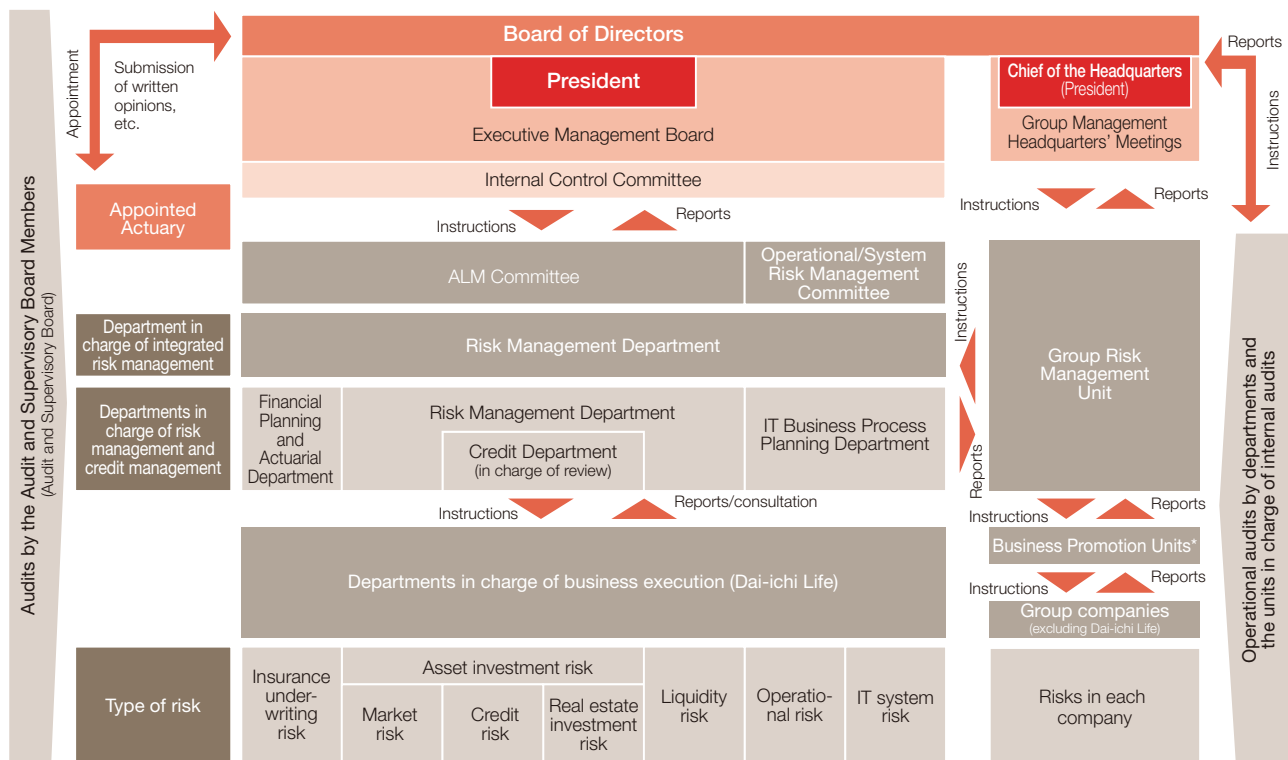 Board of Directors
President
Executive Management Board
Internal Control Committee
Chief of the Headquarters
(President)
Group Management
Headquarters' Meetings
Appointment
Submission
of written
opinions,
etc.
Reports
Instructions
Appointed
Actuary
Instructions
Reports
Instructions
Reports
ALM Committee
Operational/System
Risk Management
Committee
Department in
charge of integrated
risk management
Risk Management Department
Instructions
Reports
Group Risk
Management
Unit
Departments in
charge of risk
management and
credit management
Financial
Planning
and
Actuarial
Department
Risk Management Department
Credit Department
(in charge of review)
IT Business Process
Planning Department
Instructions
Reports/consultation
Instructions
Reports
Business Promotion Units*
Departments in charge of business execution (Dai-ichi Life)
Instructions
Reports
Group companies
(excluding Dai-ichi Life)
Type of risk
Insurance
under-
writing
risk
Asset investment risk
Market
risk
Credit
risk
Real estate
investment
risk
Liquidity
risk
Operatio-
nal risk
IT system
risk
Risks in each
company
Audits by the Audit and Supervisory Board Members
(Audit and Supervisory Board)
Operational audits by departments and
the units in charge of internal audits